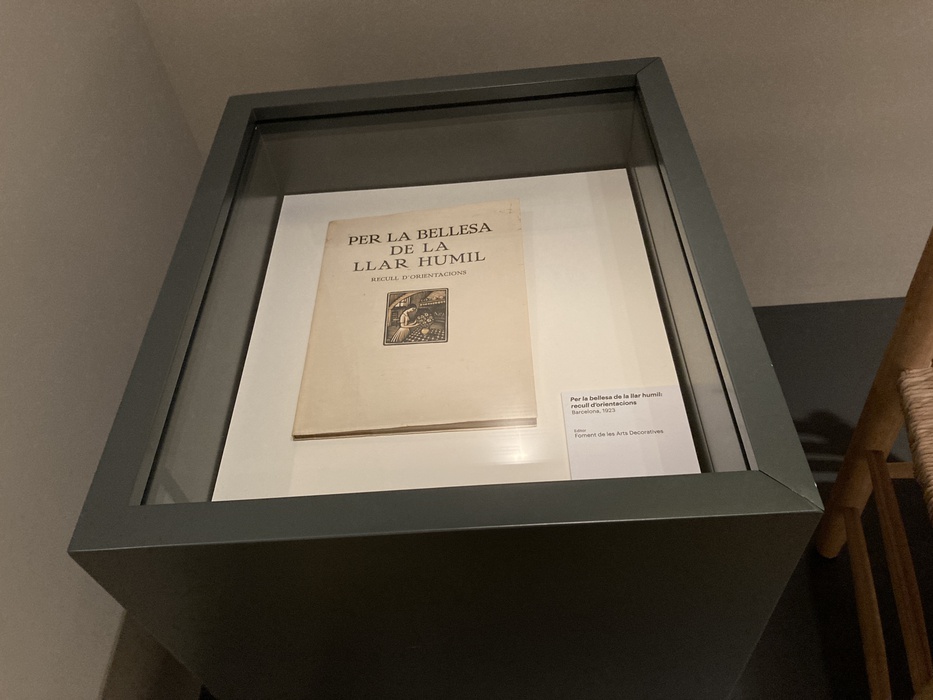 PER LA BELLESA
DE LA
LLAR HUMIL
RECULL D'ORIENTACIONS
Per la bellesa de la llar humil:
recull d'orientacions
Barcelona, 1923
Editor
Foment de les Arts Decoratives